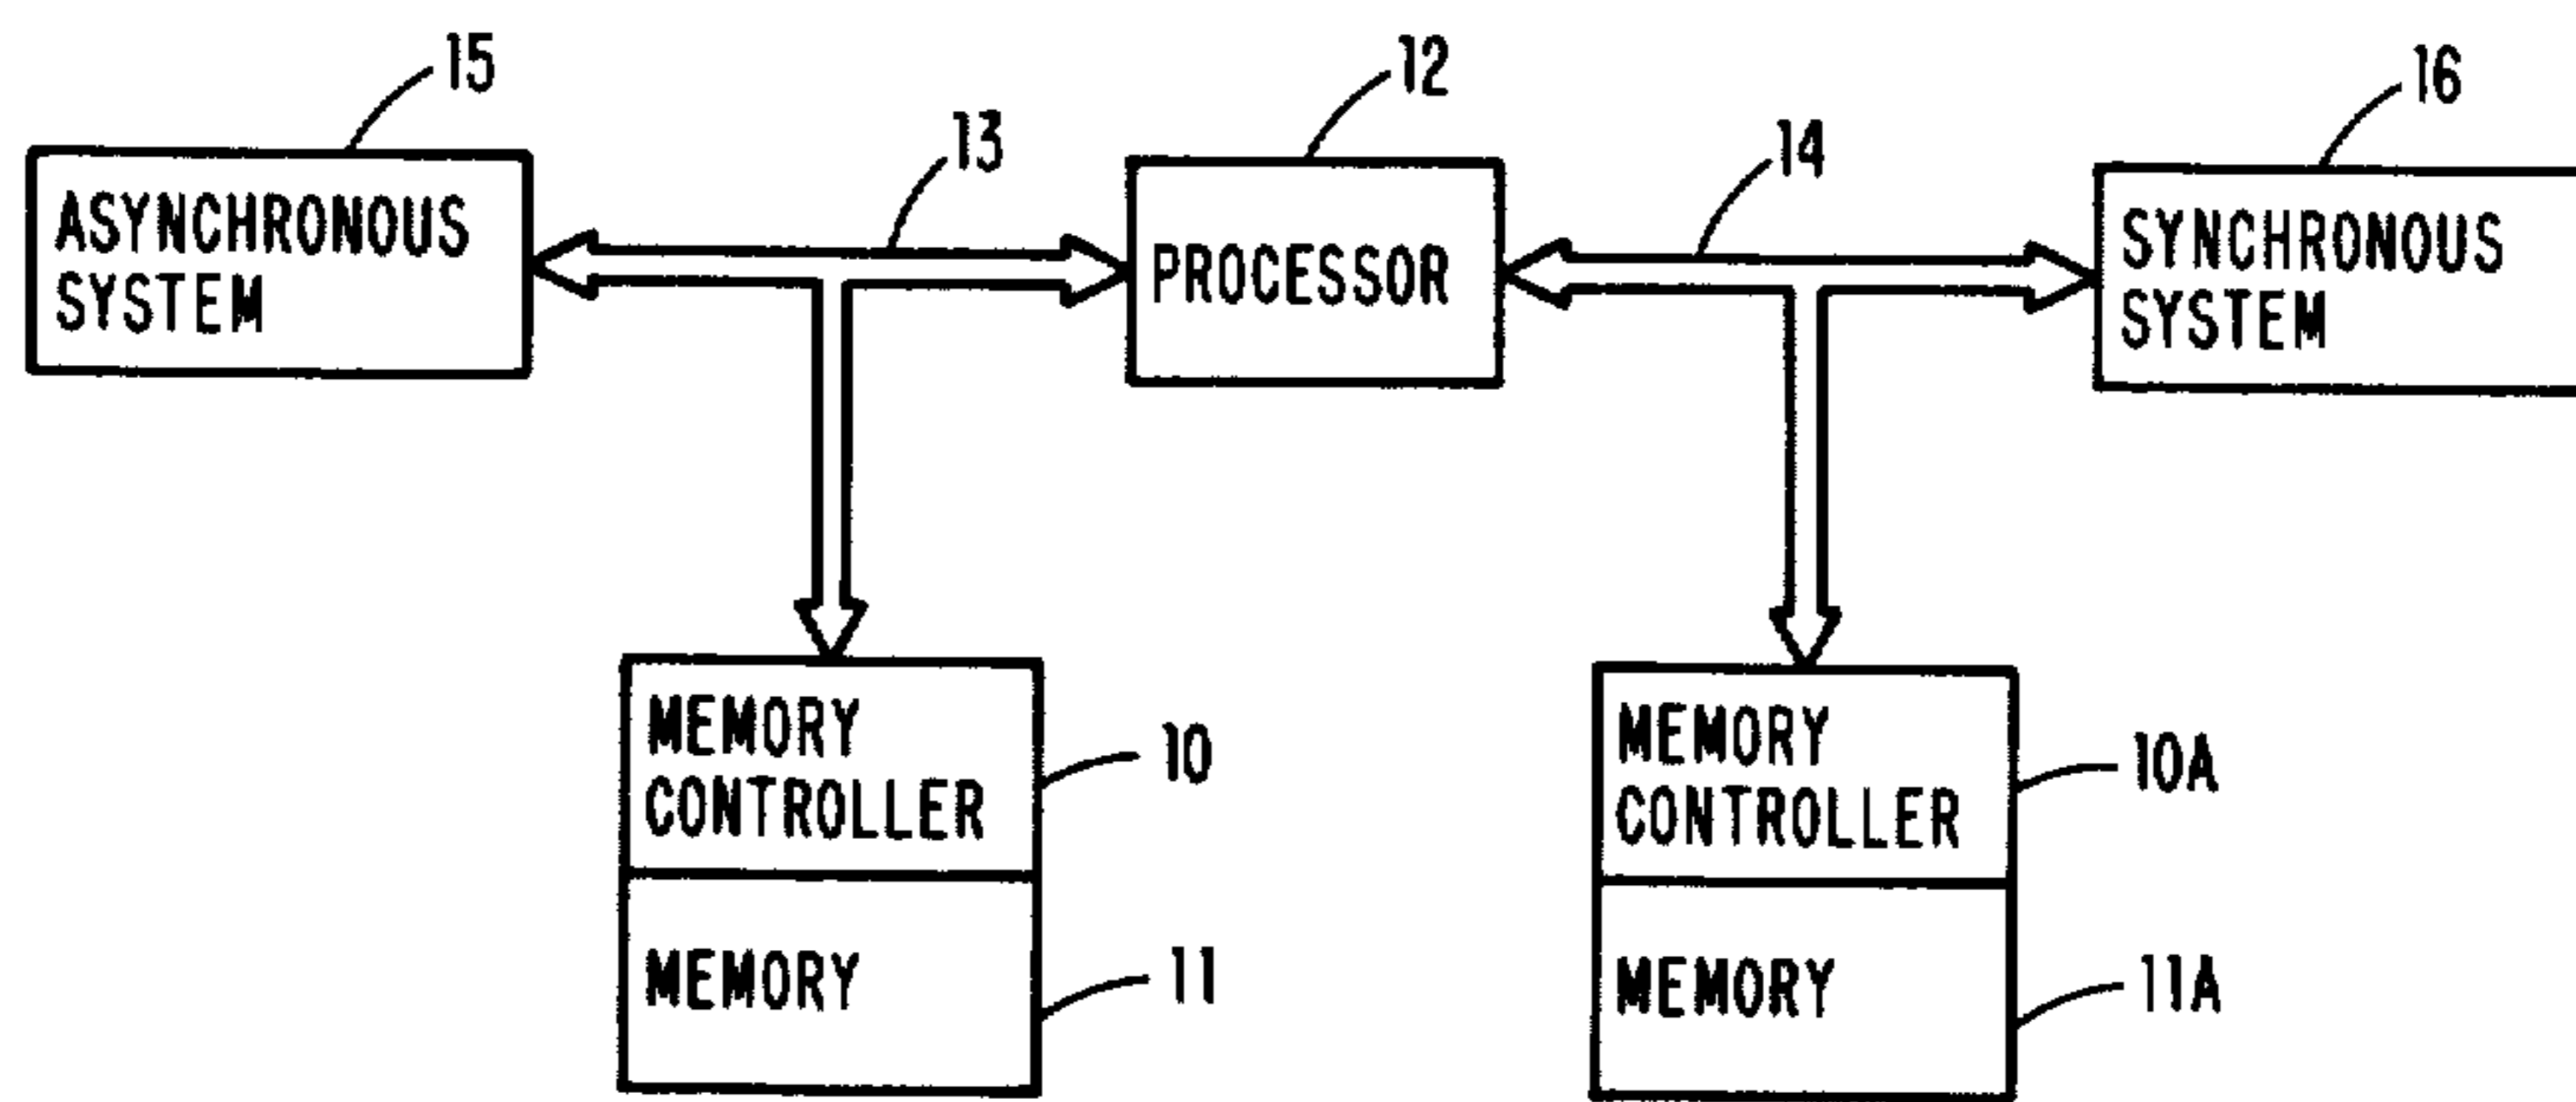 15
13
12
14
16
ASYNCHRONOUS
SYSTEM
PROCESSOR
SYNCHRONOUS
SYSTEM
MEMORY
CONTROLLER
10
MEMORY
11
MEMORY
CONTROLLER
10A
MEMORY
11A